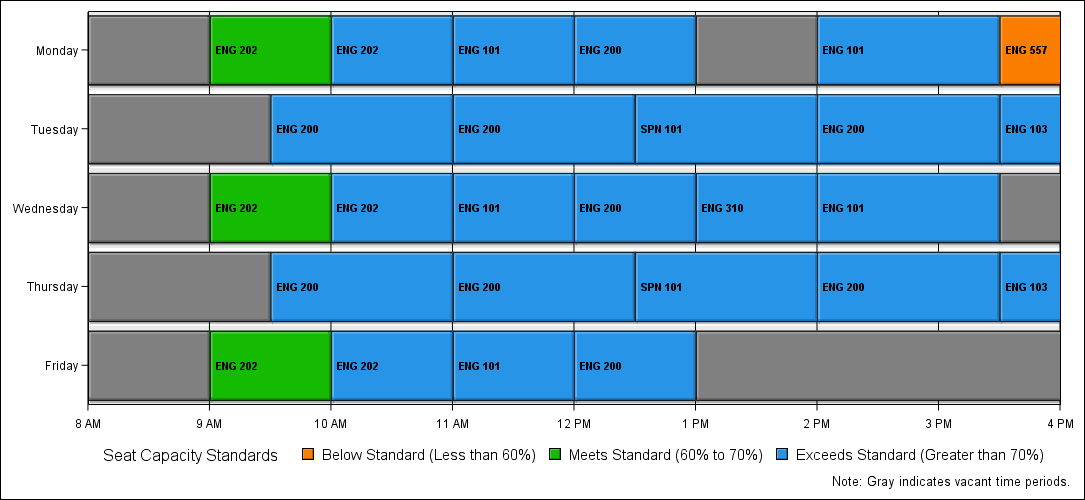 Monday ENG 202 ENG 202 ENG 101 ENG 200 ENG 101 ENG 557
Tuesday ENG 200 ENG 200 SPN 101 ENG 200 ENG 103
Wednesday ENG 202 ENG 202 ENG 101 ENG 200 ENG 310 ENG 101
Thursday ENG 200 ENG 200 SPN 101 ENG 200 ENG 103
Friday ENG 202 ENG 202 ENG 101 ENG 200
8 AM 9 AM 10 AM 11 AM 12 PM 1 PM 2 PM 3 PM 4 PM
Seat Capacity Standards Below Standard (Less than 60%) Meets Standard (60% to 70%) Exceeds Standard (Greater than 70%)
Note: Gray indicates vacant time periods.